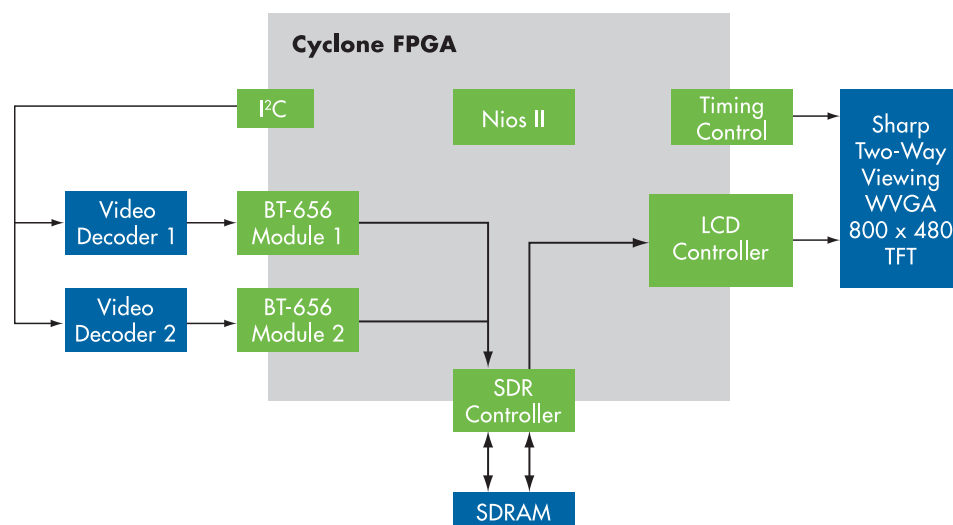 Cyclone FPGA
I²C
Nios II
Timing
Control
Sharp
Two-Way
Viewing
WVGA
800 x 480
TFT
Video
Decoder 1
BT-656
Module 1
LCD
Controller
Video
Decoder 2
BT-656
Module 2
SDR
Controller
SDRAM